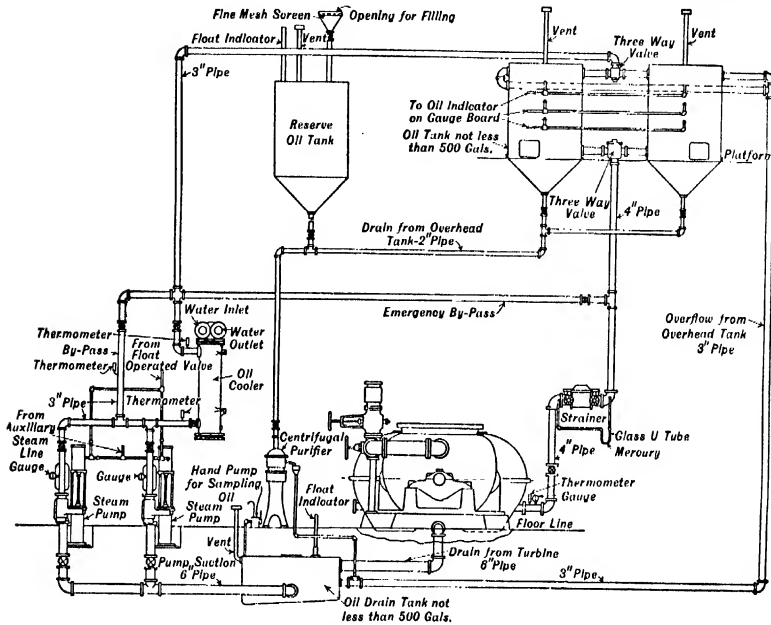 Fine Mesh Screen
Opening for Filling
Float Indicator
Vent
Vent
Three Way
Valve
Vent
3" Pipe
Reserve
Oil Tank
To Oil Indicator
on Gauge Board
Oil Tank not less
than 500 Gals.
Platform
Three Way
Valve
4" Pipe
Drain from Overhead
Tank-2" Pipe
Emergency By-Pass
Overflow from
Overhead Tank
3" Pipe
Water Inlet
Water
Outlet
Thermometer
From
Float
Operated Valve
By-Pass
Thermometer
Oil
Cooler
3" Pipe
Thermometer
From
Auxiliary
Steam
Line
Gauge
Gauge
Steam
Pump
Steam
Pump
Centrifugal
Purifier
Hand Pump
for Sampling
Oil
Float
Indicator
Vent
Strainer
4" Pipe
Glass U Tube
Mercury
Thermometer
Gauge
Floor Line
Pump Suction
6" Pipe
Drain from Turbine
8" Pipe
3" Pipe
Oil Drain Tank not
less than 500 Gals.